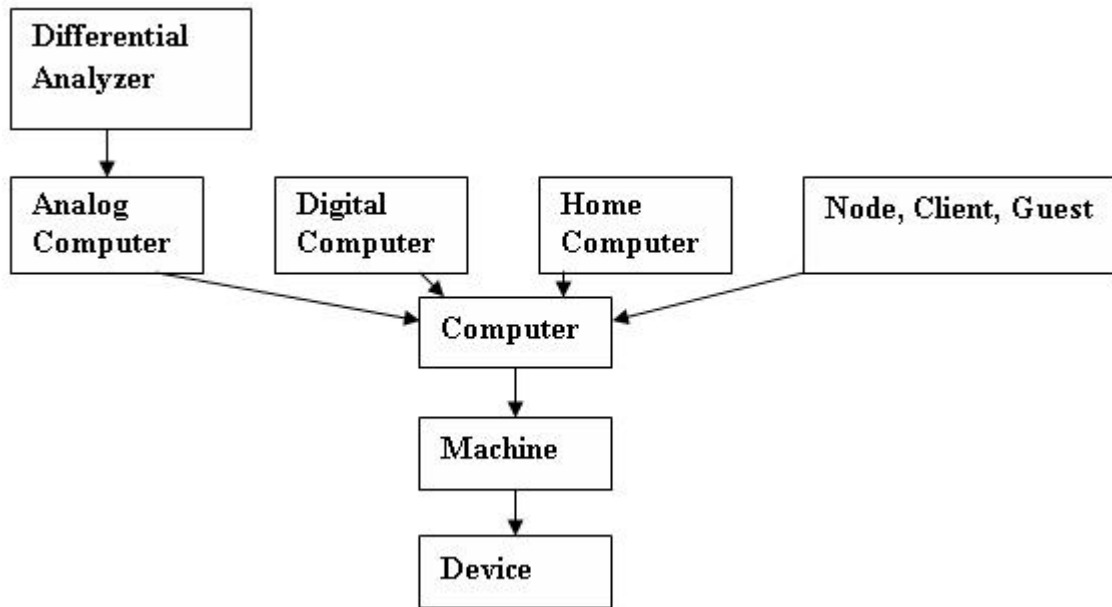 Differential
Analyzer
Analog
Computer
Digital
Computer
Home
Computer
Node, Client, Guest
Computer
Machine
Device